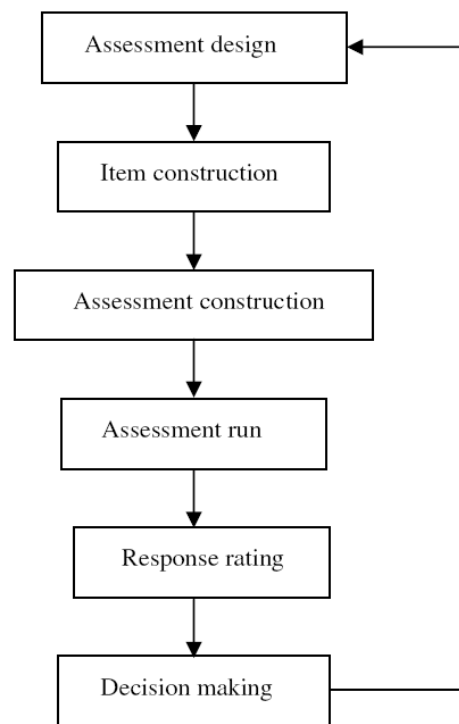 Assessment design
Item construction
Assessment construction
Assessment run
Response rating
Decision making